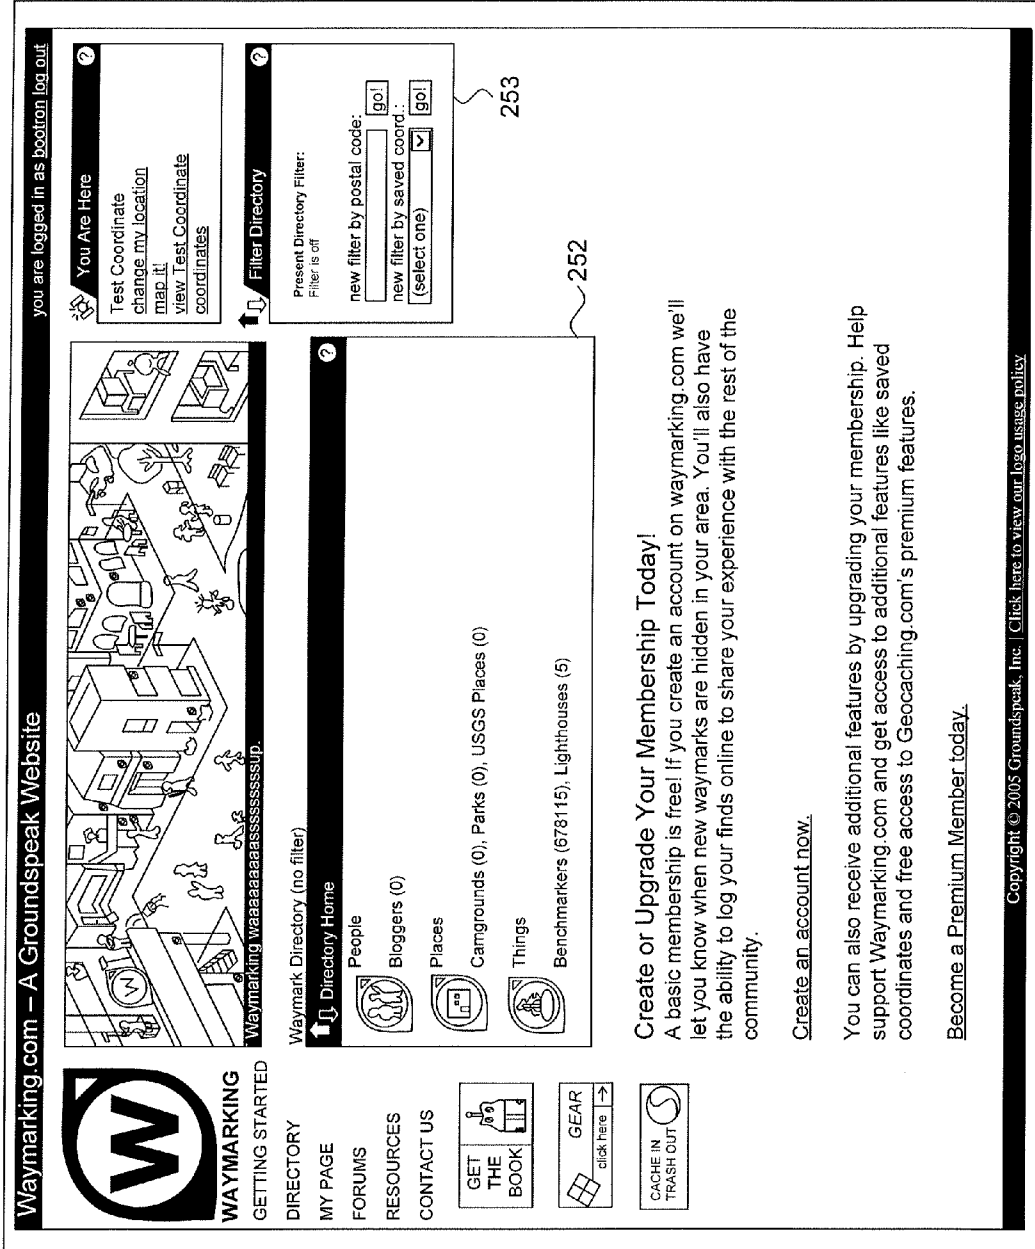 Waymarking.com – A Groundspeak Website
you are logged in as bootron log out
W
WAYMARKING
GETTING STARTED
DIRECTORY
MY PAGE
FORUMS
RESOURCES
CONTACT US
GET
THE
BOOK
GEAR
click here
CACHE IN
TRASH OUT
W
Waymarking waaaaaaaaassssssssssup.
Waymark Directory (no filter)
Directory Home
?
People
Bloggers (0)
Places
Camgrounds (0), Parks (0), USGS Places (0)
Things
Benchmarkers (678115), Lighthouses (5)
252
You Are Here
?
Test Coordinate
change my location
map it!
view Test Coordinate
coordinates
Filter Directory
?
Present Directory Filter:
Filter is off
new filter by postal code:
go!
new filter by saved coord.:
(select one)
go!
253
Create or Upgrade Your Membership Today!
A basic membership is free! If you create an account on waymarking.com we'll
let you know when new waymarks are hidden in your area. You'll also have
the ability to log your finds online to share your experience with the rest of the
community.
Create an account now.
You can also receive additional features by upgrading your membership. Help
support Waymarking.com and get access to additional features like saved
coordinates and free access to Geocaching.com's premium features.
Become a Premium Member today.
Copyright © 2005 Groundspeak, Inc. | Click here to view our logo usage policy